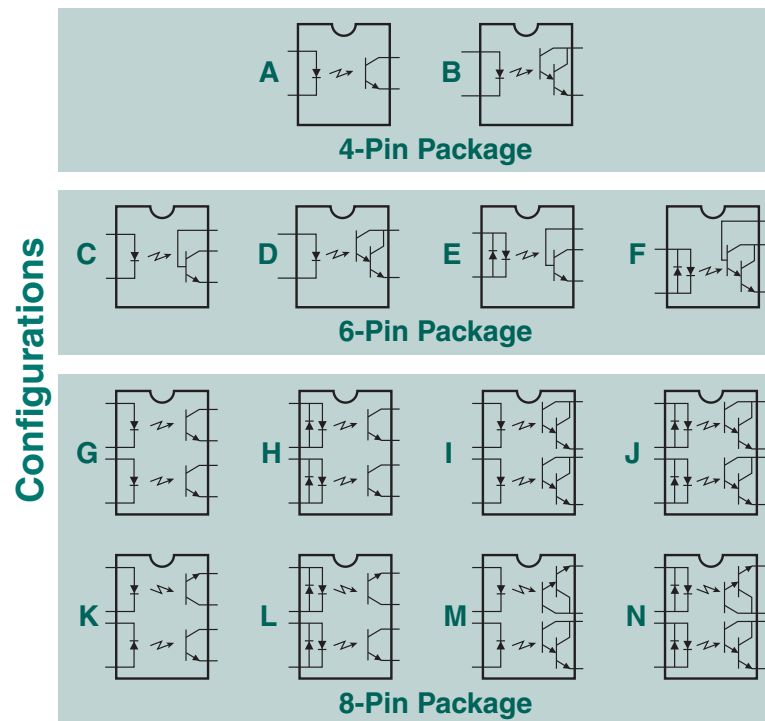 Configurations
A
B
4-Pin Package
C
D
E
F
6-Pin Package
G
H
I
J
K
L
M
N
8-Pin Package